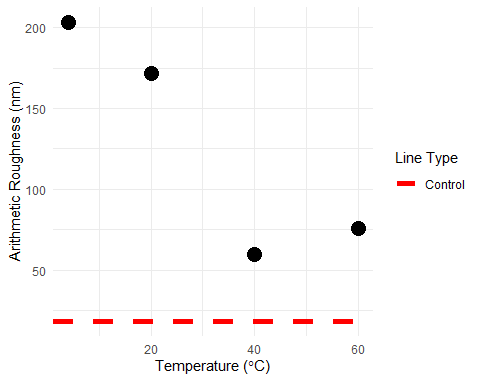 200
150
100
50
Arithmetic Roughness (nm)
20 40 60
Temperature (°C)
Line Type
Control